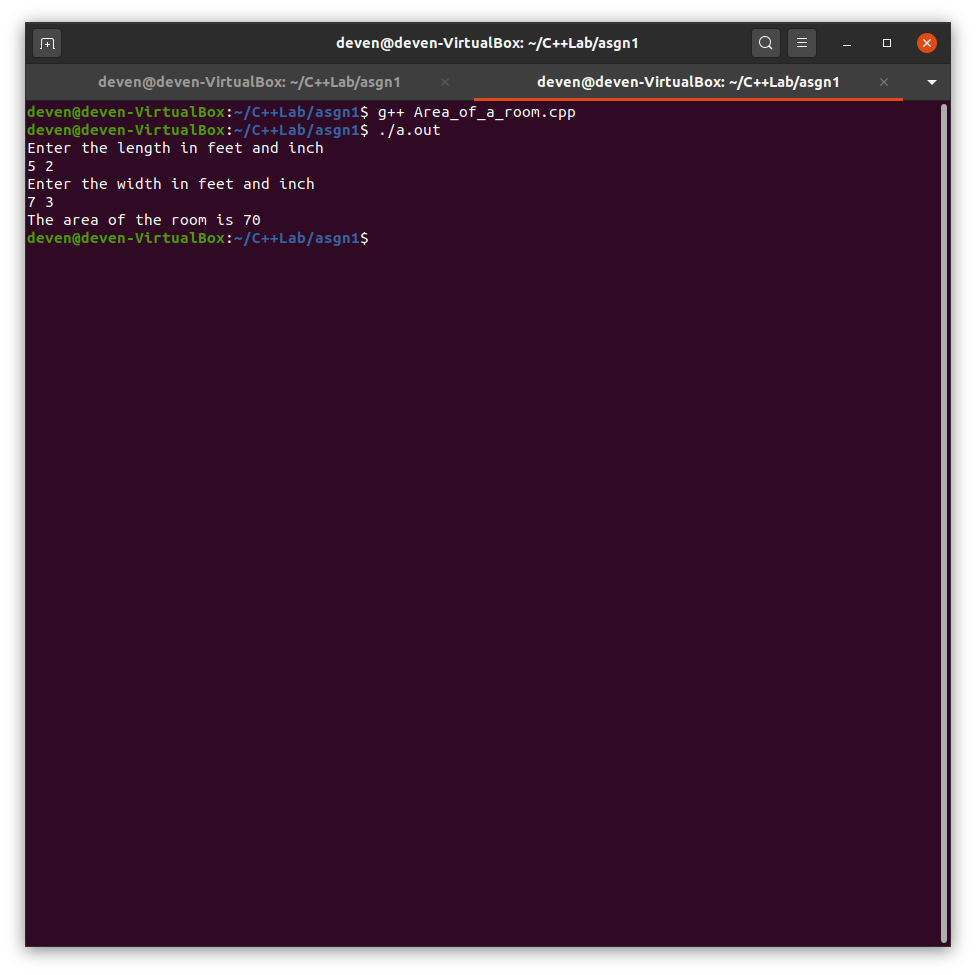 deven@deven-VirtualBox: ~/C++Lab/asgn1
deven@deven-VirtualBox: ~/C++Lab/asgn1
deven@deven-VirtualBox: ~/C++Lab/asgn1
deven@deven-VirtualBox:~/C++Lab/asgn1$ g++ Area_of_a_room.cpp
deven@deven-VirtualBox:~/C++Lab/asgn1$ ./a.out
Enter the length in feet and inch
5 2
Enter the width in feet and inch
7 3
The area of the room is 70
deven@deven-VirtualBox:~/C++Lab/asgn1$